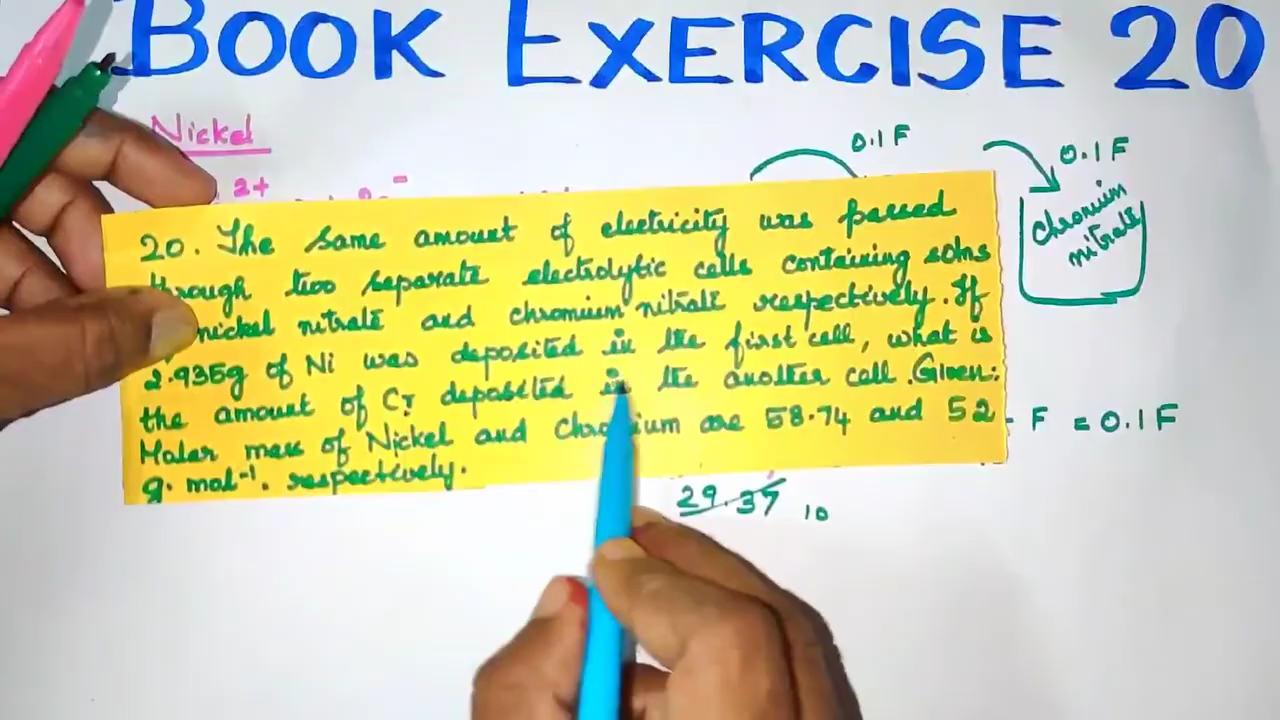 BOOK EXERCISE 20
Nickel
2+
0.1 F
0.1 F
chromium
nitrate
20. The same amount of electricity was passed
through two separate electrolytic cells containing solns
nickel nitrate and chromium nitrate respectively. If
2.935g of Ni was deposited in the first cell, what is
the amount of Cr deposited in the another cell. Given:
Molar mass of Nickel and Chromium are 58.74 and 52
g. mol⁻¹. respectively.
F = 0.1 F
29.37 10